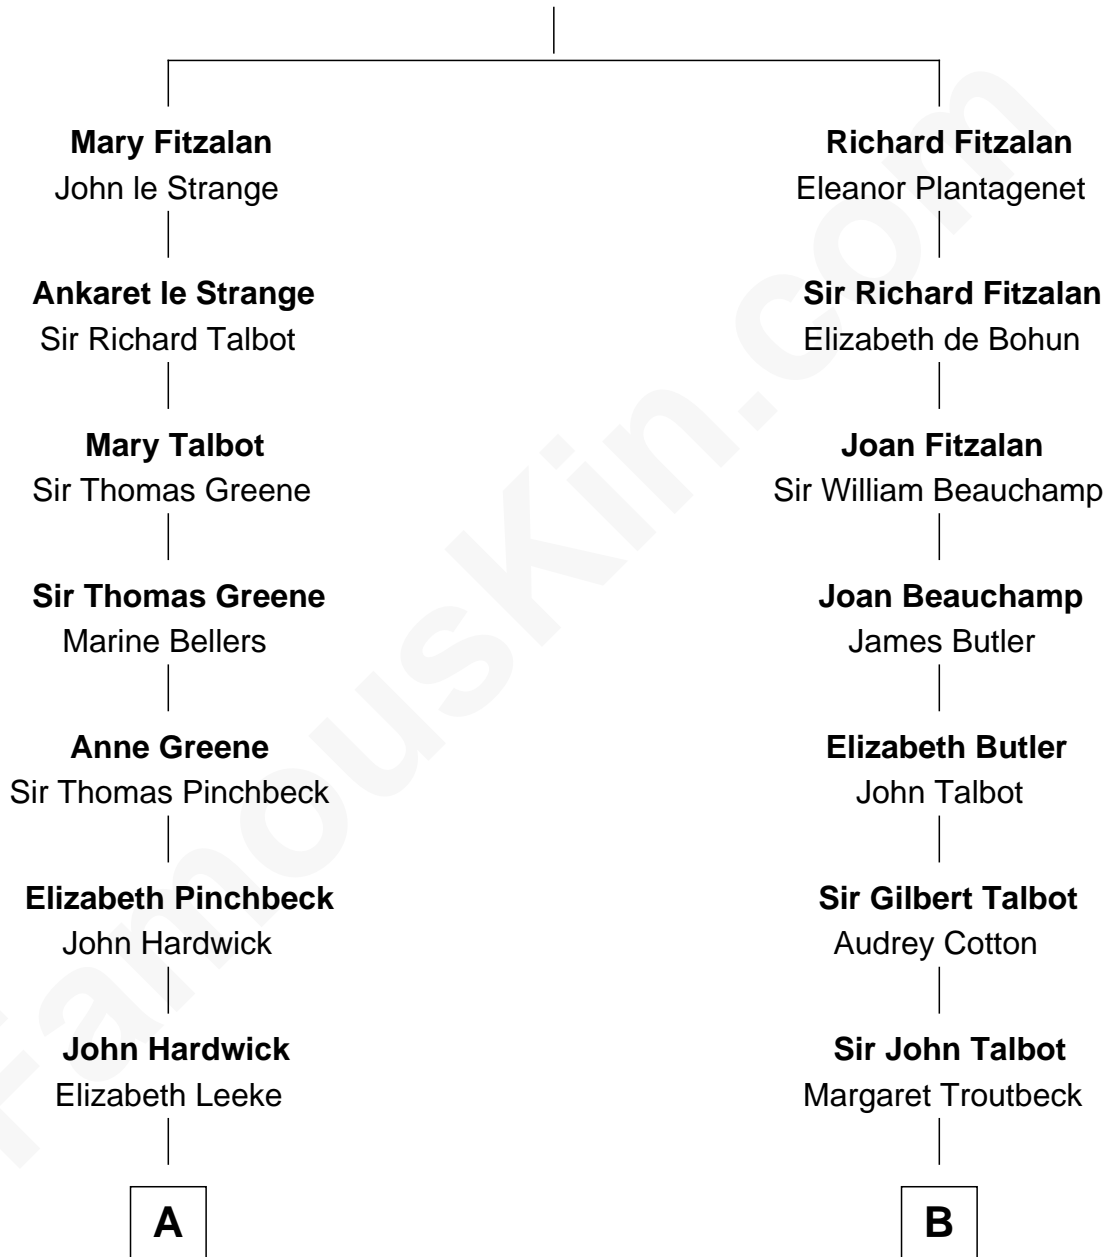 Mary Fitzalan
John le Strange
Richard Fitzalan
Eleanor Plantagenet
Ankaret le Strange
Sir Richard Talbot
Sir Richard Fitzalan
Elizabeth de Bohun
Mary Talbot
Sir Thomas Greene
Joan Fitzalan
Sir William Beauchamp
Sir Thomas Greene
Marine Bellers
Joan Beauchamp
James Butler
Anne Greene
Sir Thomas Pinchbeck
Elizabeth Butler
John Talbot
Elizabeth Pinchbeck
John Hardwick
Sir Gilbert Talbot
Audrey Cotton
John Hardwick
Elizabeth Leeke
Sir John Talbot
Margaret Troutbeck
A
B
FamousKin.com